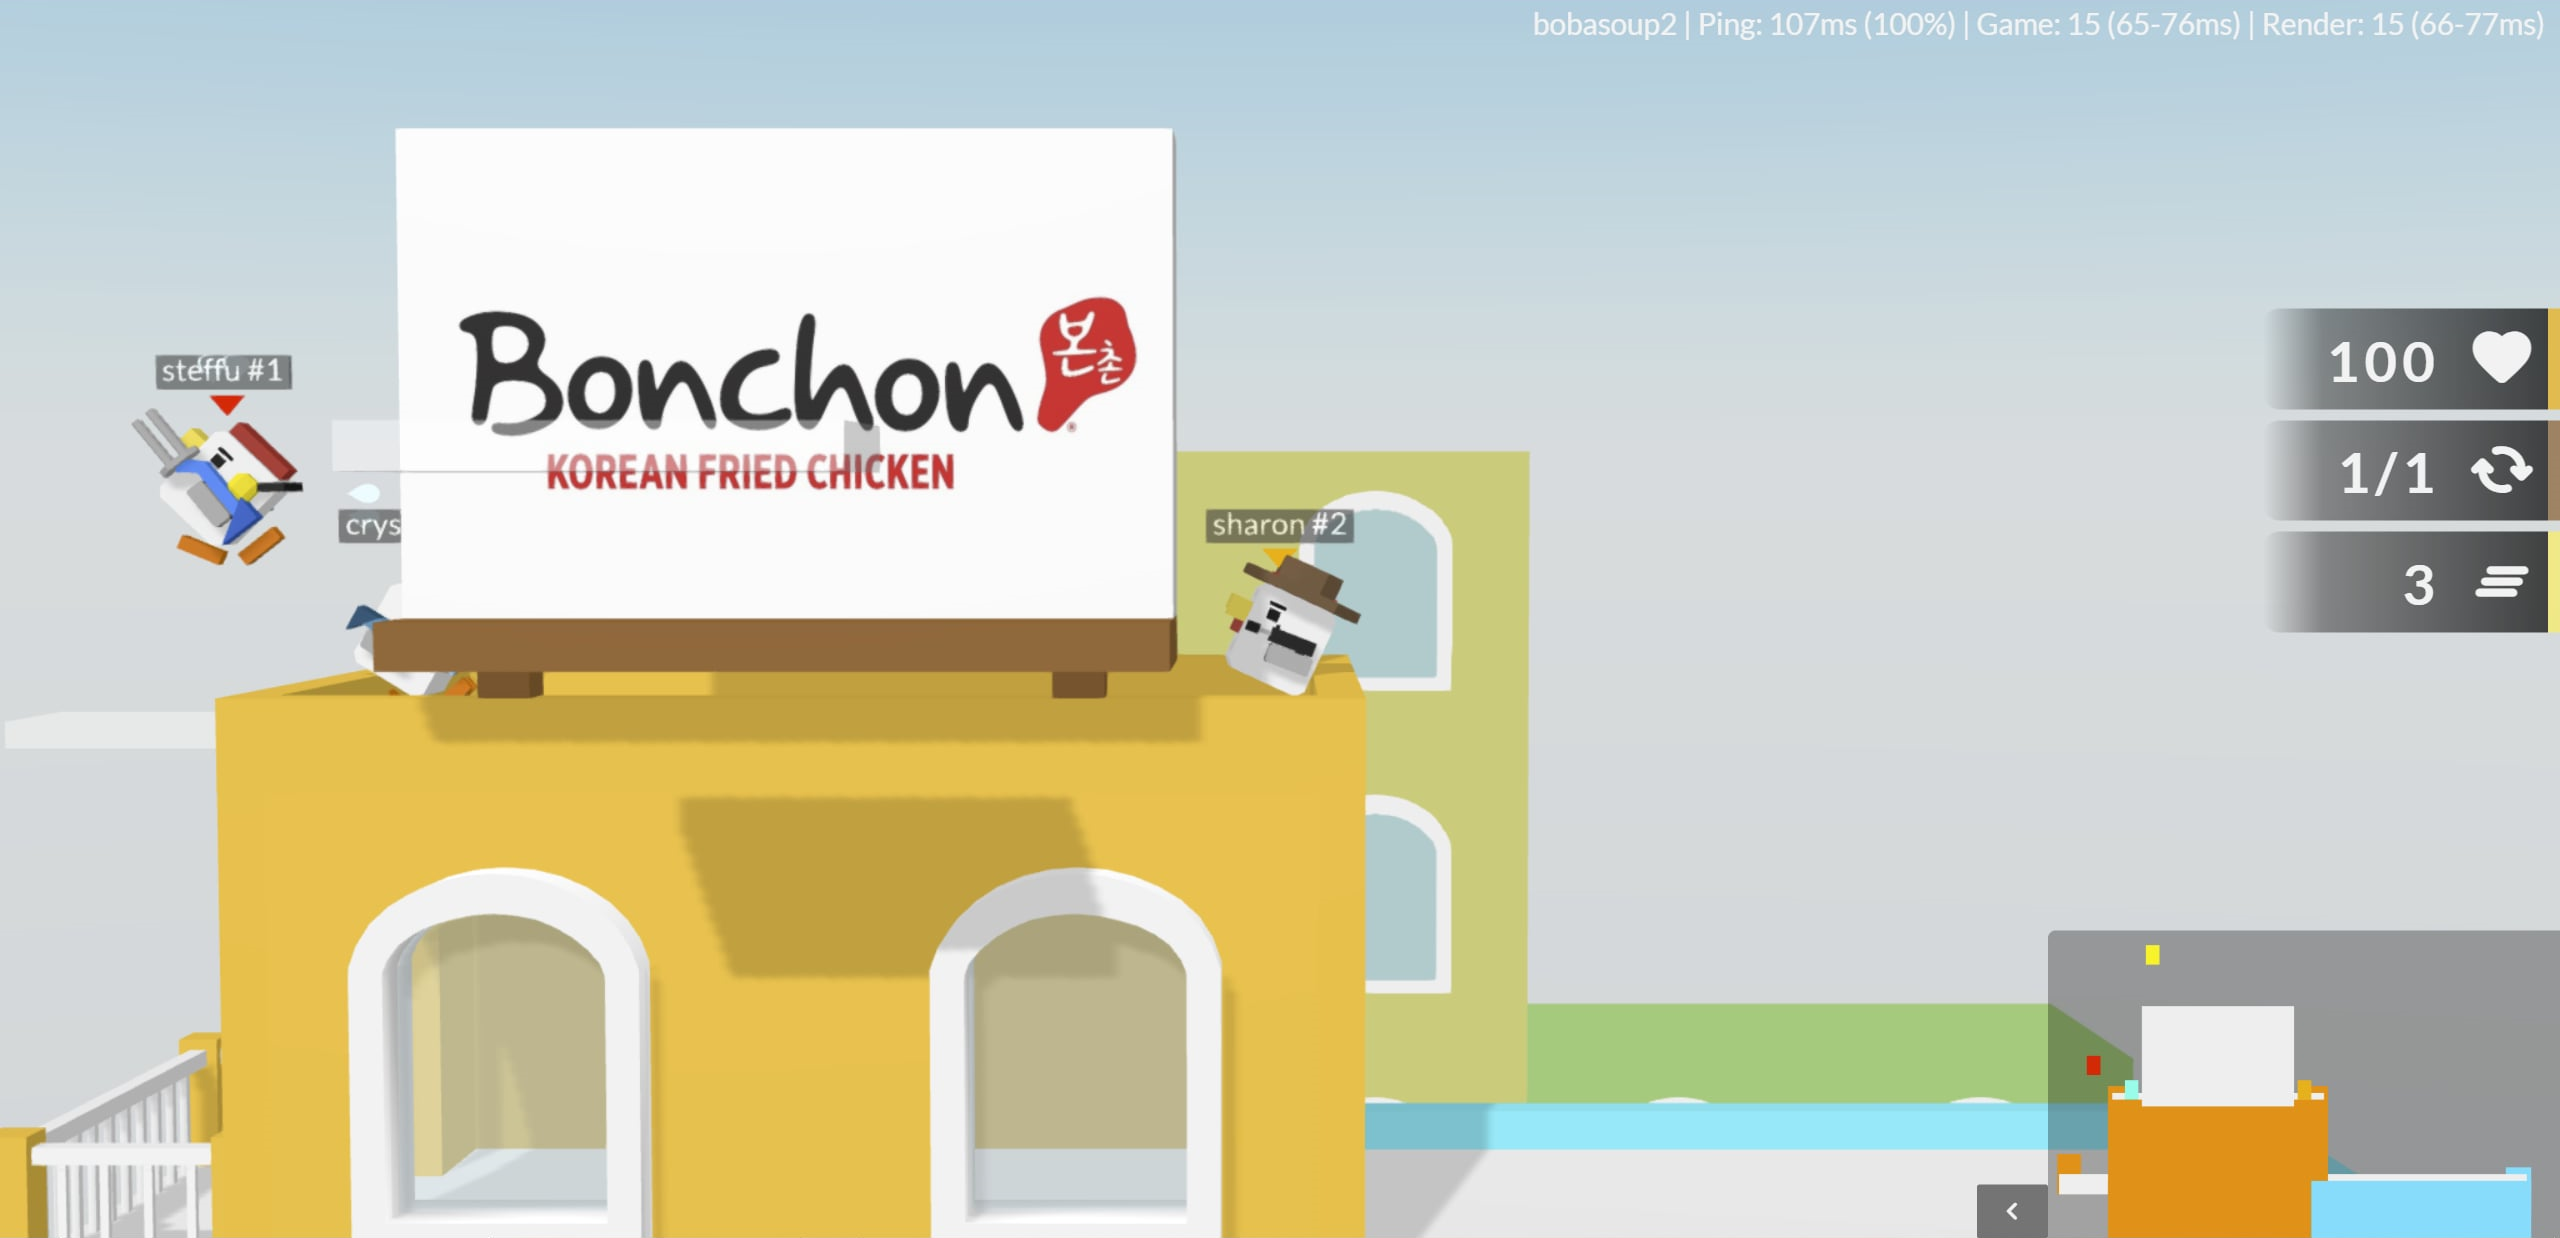 bobasoup2 | Ping: 107ms (100%) | Game: 15 (65-76ms) | Render: 15 (66-77ms)
Bonchon 본촌
®
KOREAN FRIED CHICKEN
steffu #1
crys
sharon #2
100
1/1
3